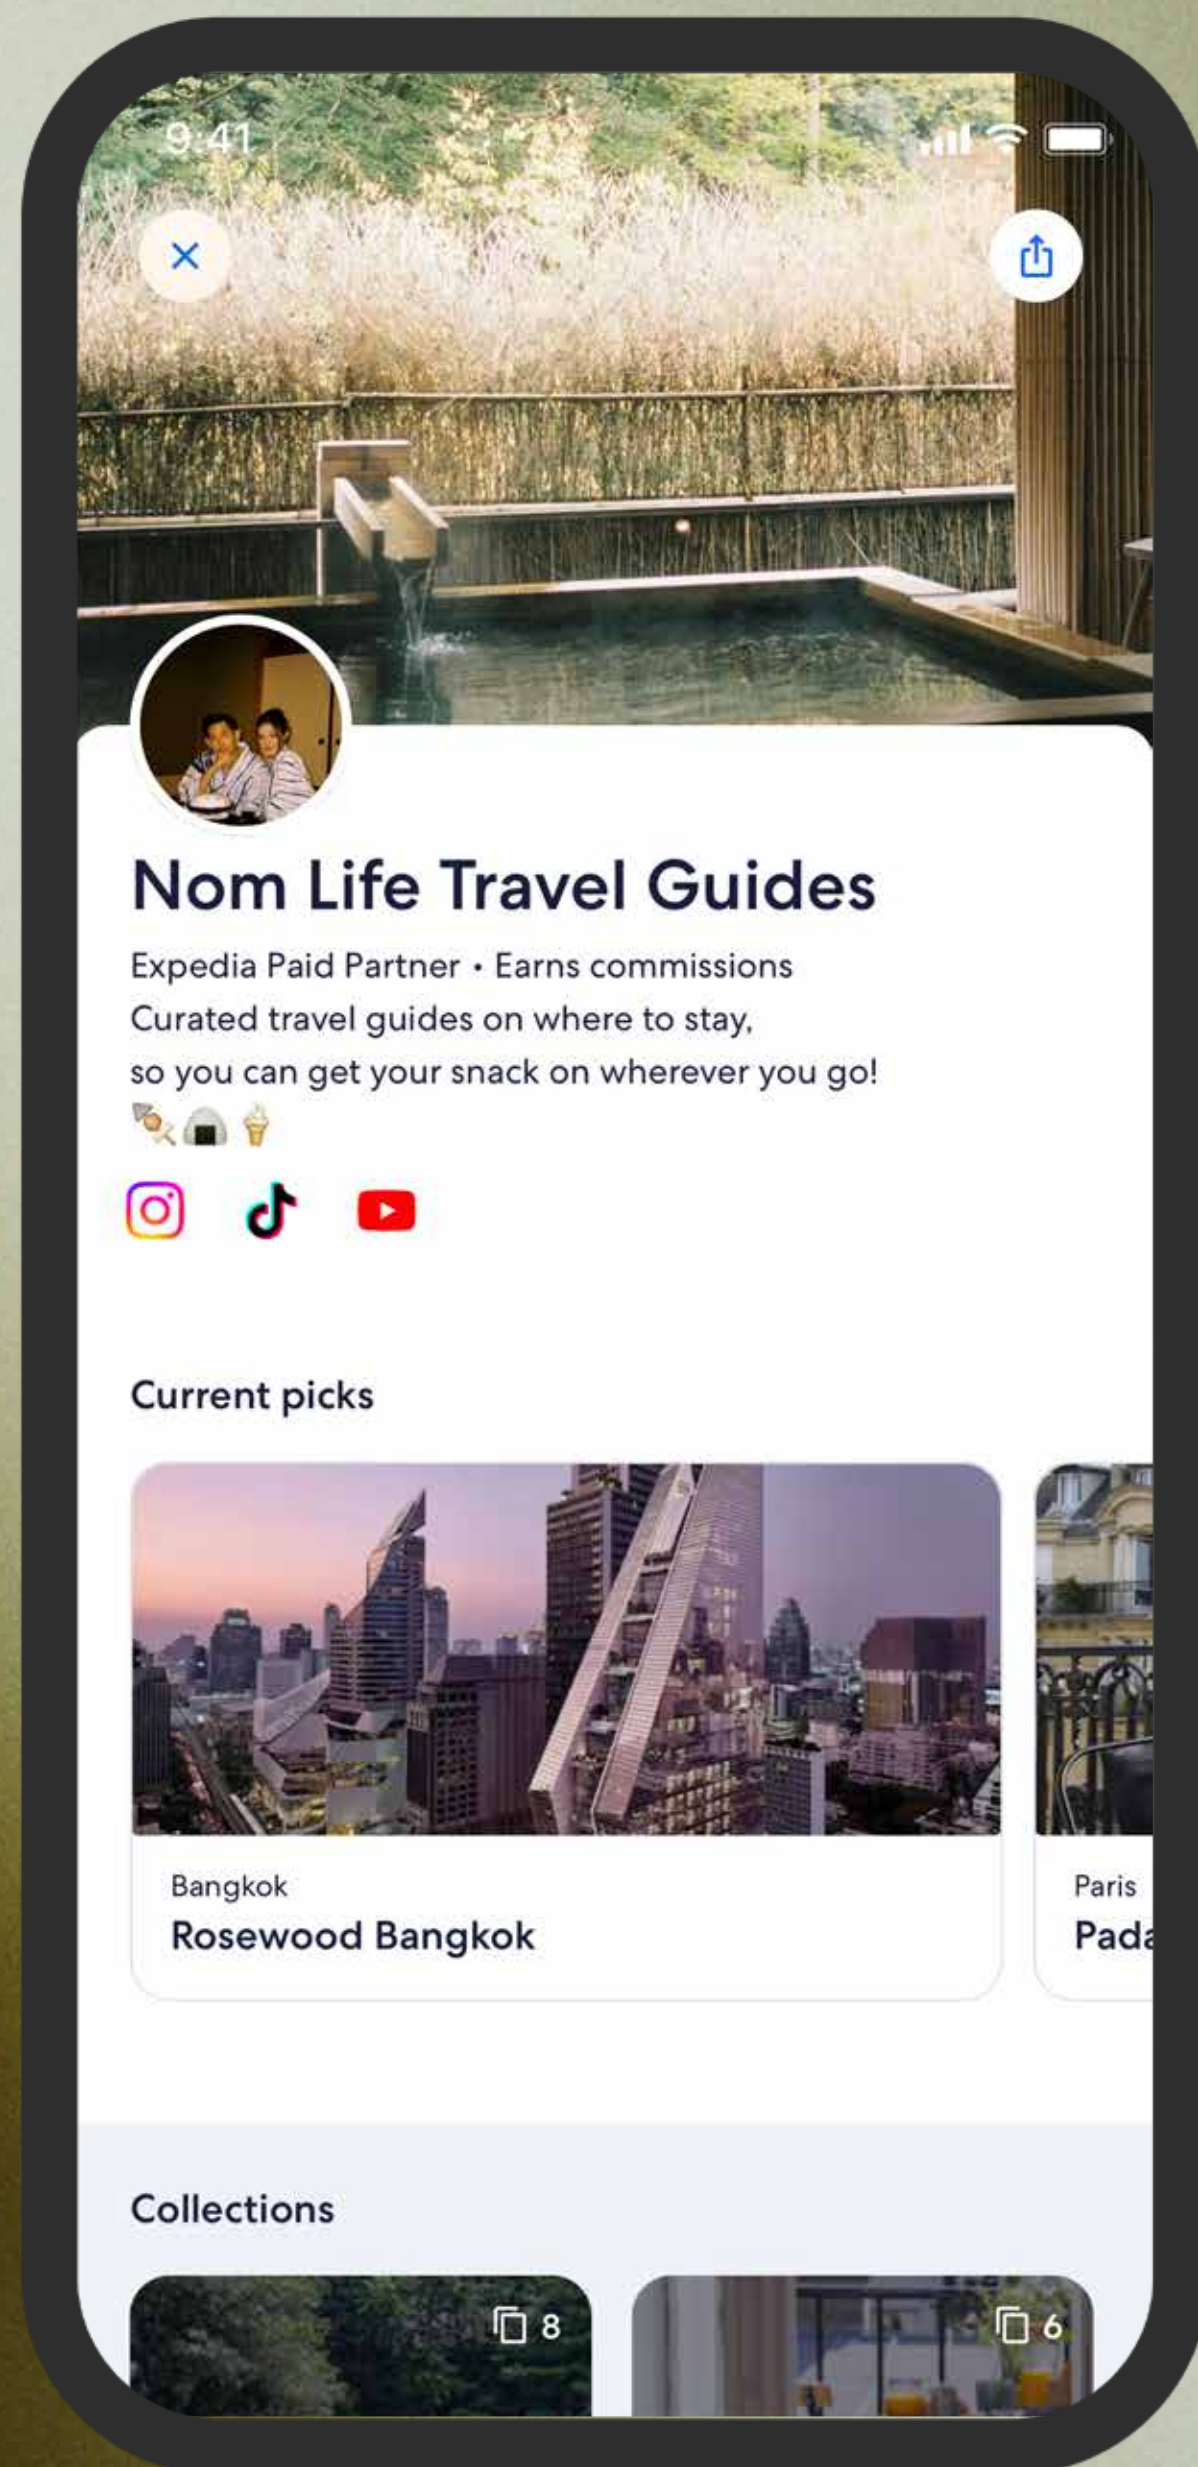 9:41
Nom Life Travel Guides
Expedia Paid Partner • Earns commissions
Curated travel guides on where to stay,
so you can get your snack on wherever you go!
🍢🍙🍦
Current picks
Bangkok
Rosewood Bangkok
Paris
Collections
8
6